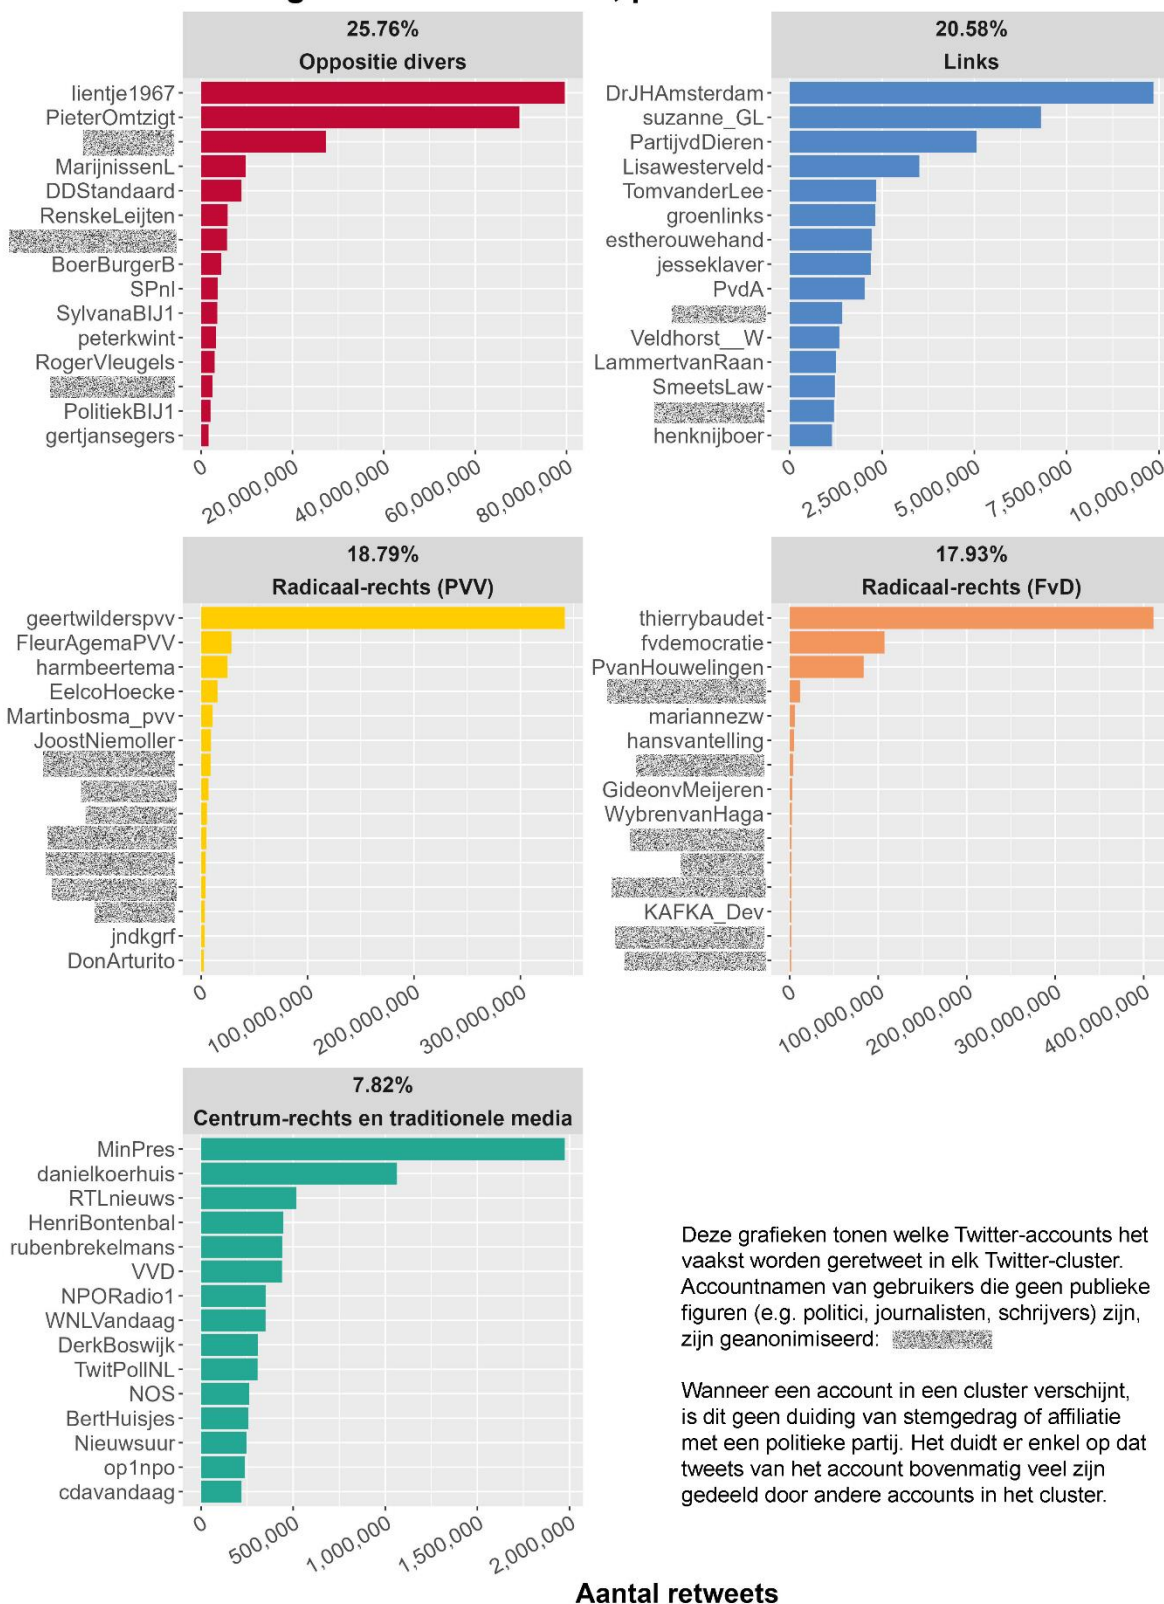 25.76%
Oppositie divers
lientje1967
PieterOmtzigt
MarijnissenL
DDStandaard
RenskeLeijten
BoerBurgerB
SPnl
SylvanaBIJ1
peterkwint
RogerVleugels
PolitiekBIJ1
gertjansegers
0
20,000,000
40,000,000
60,000,000
80,000,000
20.58%
Links
DrJHAmsterdam
suzanne_GL
PartijvdDieren
Lisawesterveld
TomvanderLee
groenlinks
estherouwehand
jesseklaver
PvdA
Veldhorst__W
LammertvanRaan
SmeetsLaw
henknijboer
0
2,500,000
5,000,000
7,500,000
10,000,000
18.79%
Radicaal-rechts (PVV)
geertwilderspvv
FleurAgemaPVV
harmbeertema
EelcoHoecke
Martinbosma_pvv
JoostNiemoller
jndkgrf
DonArturito
0
100,000,000
200,000,000
300,000,000
17.93%
Radicaal-rechts (FvD)
thierrybaudet
fvdemocratie
PvanHouwelingen
mariannezw
hansvantelling
GideonvMeijeren
WybrenvanHaga
KAFKA_Dev
0
100,000,000
200,000,000
300,000,000
400,000,000
7.82%
Centrum-rechts en traditionele media
MinPres
danielkoerhuis
RTLnieuws
HenriBontenbal
rubenbrekelmans
VVD
NPORadio1
WNLVandaag
DerkBoswijk
TwitPollNL
NOS
BertHuisjes
Nieuwsuur
op1npo
cdavandaag
0
500,000
1,000,000
1,500,000
2,000,000
Deze grafieken tonen welke Twitter-accounts het
vaakst worden geretweet in elk Twitter-cluster.
Accountnamen van gebruikers die geen publieke
figuren (e.g. politici, journalisten, schrijvers) zijn,
zijn geanonimiseerd:
Wanneer een account in een cluster verschijnt,
is dit geen duiding van stemgedrag of affiliatie
met een politieke partij. Het duidt er enkel op dat
tweets van het account bovenmatig veel zijn
gedeeld door andere accounts in het cluster.
Aantal retweets